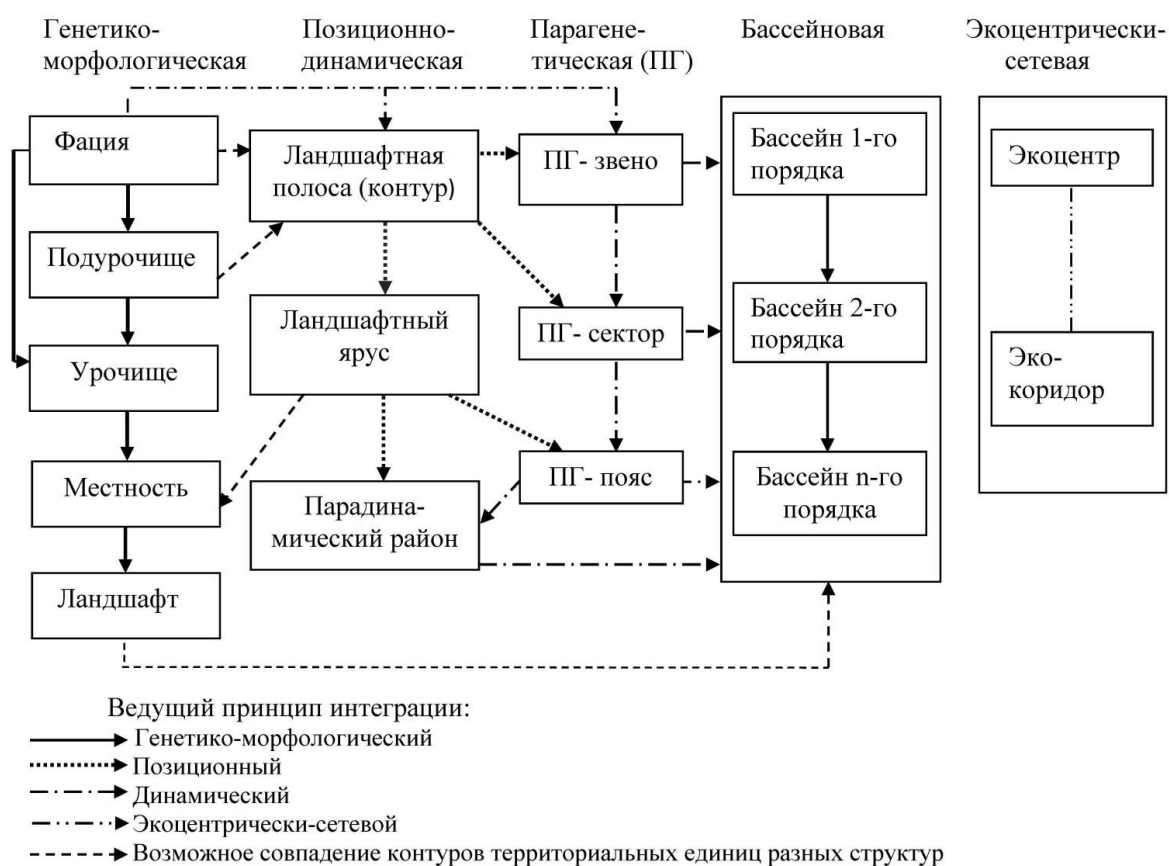 Генетико-
морфологическая
Позиционно-
динамическая
Парагене-
тическая (ПГ)
Бассейновая
Экоцентрически-
сетевая
Фация
Подурочище
Урочище
Местность
Ландшафт
Ландшафтная
полоса (контур)
Ландшафтный
ярус
Парадина-
мический район
ПГ- звено
ПГ- сектор
ПГ- пояс
Бассейн 1-го
порядка
Бассейн 2-го
порядка
Бассейн n-го
порядка
Экоцентр
Эко-
коридор
Ведущий принцип интеграции:
Генетико-морфологический
Позиционный
Динамический
Экоцентрически-сетевой
Возможное совпадение контуров территориальных единиц разных структур